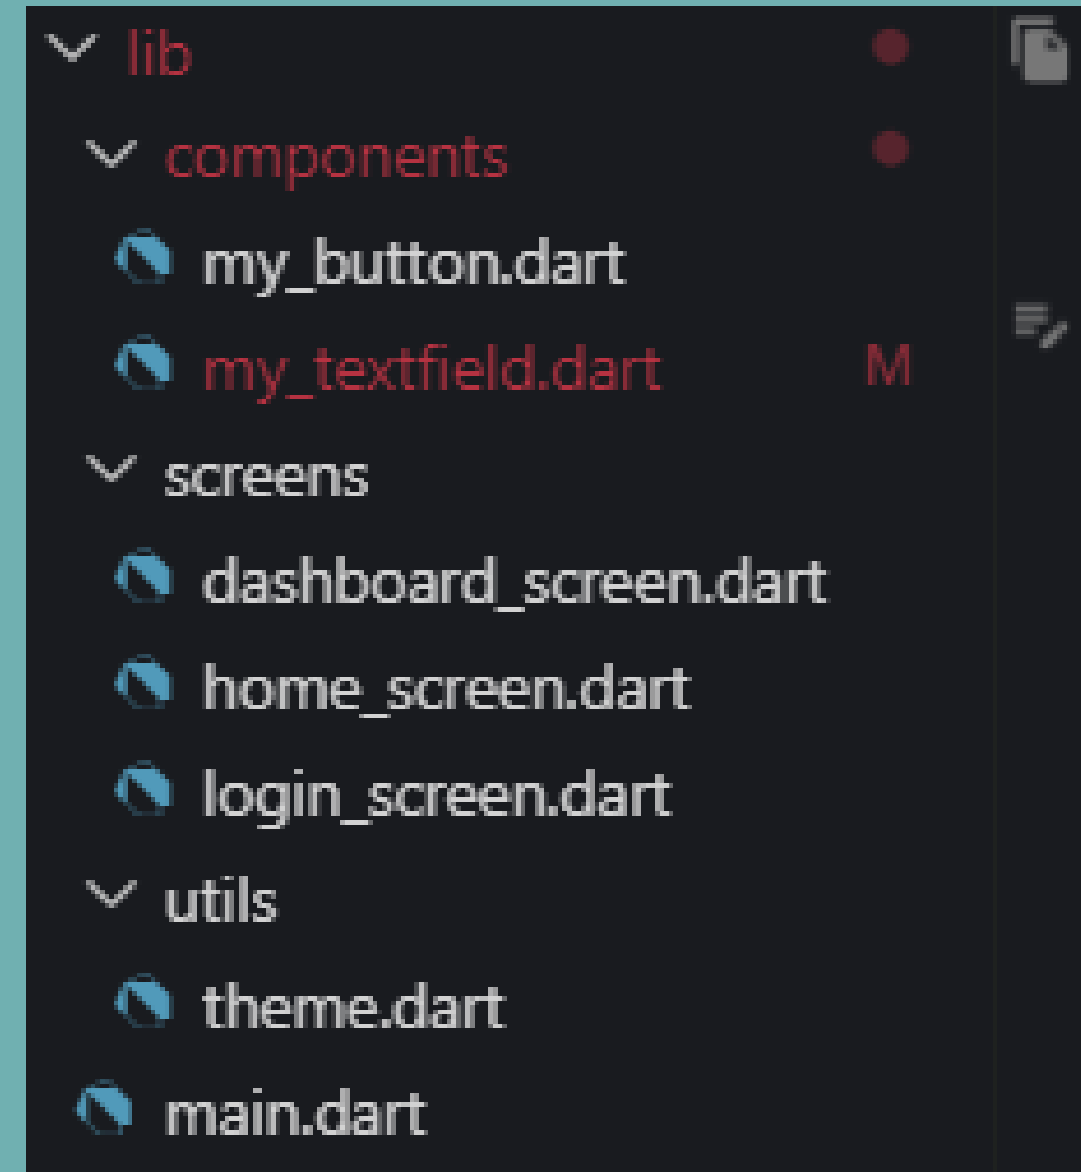 lib
components
my_button.dart
my_textfield.dart M
screens
dashboard_screen.dart
home_screen.dart
login_screen.dart
utils
theme.dart
main.dart